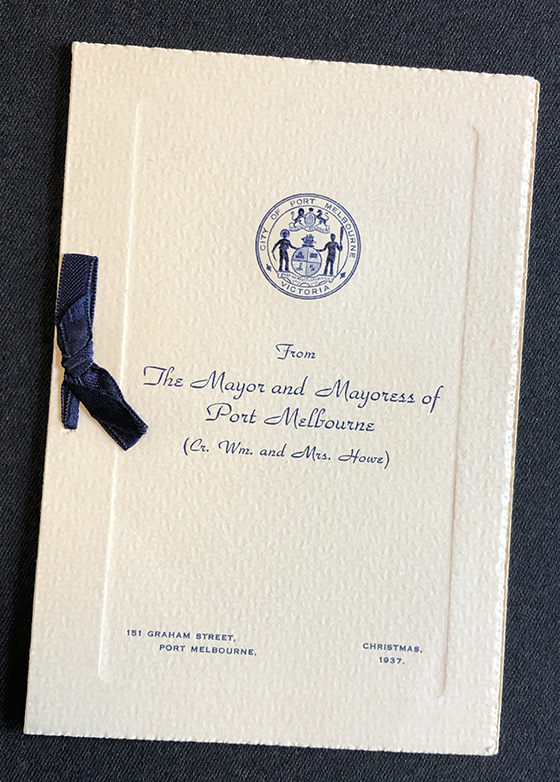 CITY OF PORT MELBOURNE
VICTORIA
From
The Mayor and Mayoress of
Port Melbourne
(Cr. Wm. and Mrs. Howe)
151 GRAHAM STREET,
PORT MELBOURNE,
CHRISTMAS,
1937.